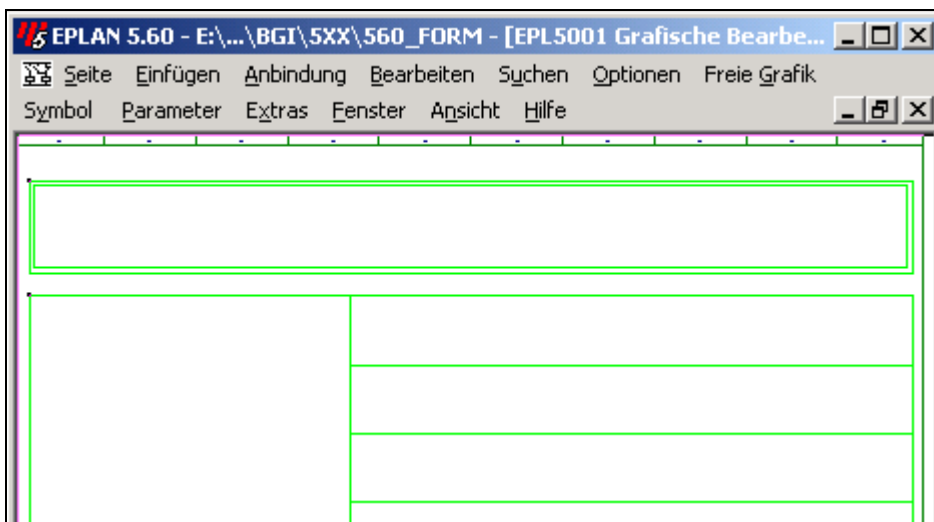 EPLAN 5.60 - E:\...\BGI\5XX\560_FORM - [EPL5001 Grafische Bearbe...
Seite Einfügen Anbindung Bearbeiten Suchen Optionen Freie Grafik
Symbol Parameter Extras Fenster Ansicht Hilfe